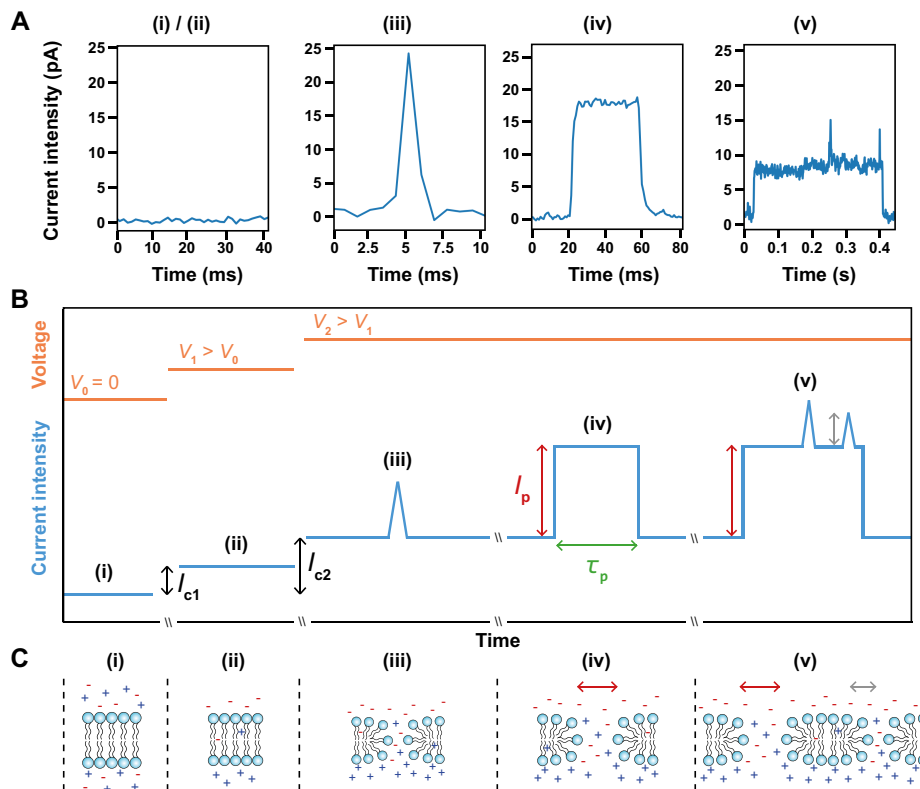 A
(i) / (ii)
(iii)
(iv)
(v)
Current intensity (pA)
25
20
15
10
5
0
0 10 20 30 40
Time (ms)
25
20
15
10
5
0
0 2.5 5 7.5 10
Time (ms)
25
20
15
10
5
0
0 20 40 60 80
Time (ms)
25
20
15
10
5
0
0 0.1 0.2 0.3 0.4
Time (s)
B
Voltage
Current intensity
V0 = 0
V1 > V0
V2 > V1
(i)
(ii)
(iii)
(iv)
(v)
Ic1
Ic2
Ip
τp
Time
C
(i)
(ii)
(iii)
(iv)
(v)